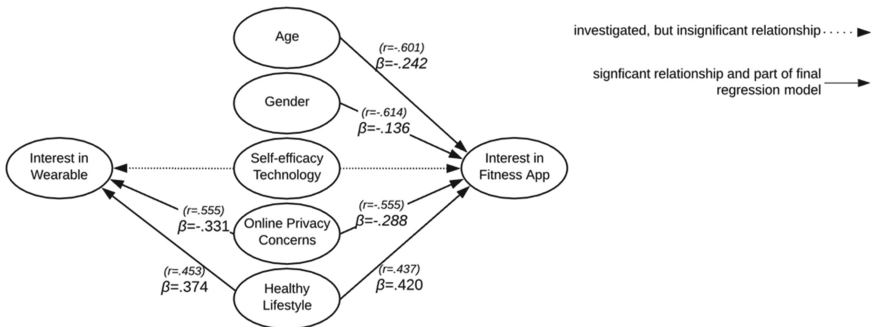 Age
Gender
Self-efficacy
Technology
Online Privacy
Concerns
Healthy
Lifestyle
Interest in
Wearable
Interest in
Fitness App
(r=-.601)
β=-.242
(r=-.614)
β=-.136
(r=.555)
β=-.331
(r=-.555)
β=-.288
(r=.453)
β=.374
(r=.437)
β=.420
investigated, but insignificant relationship
signficant relationship and part of final
regression model